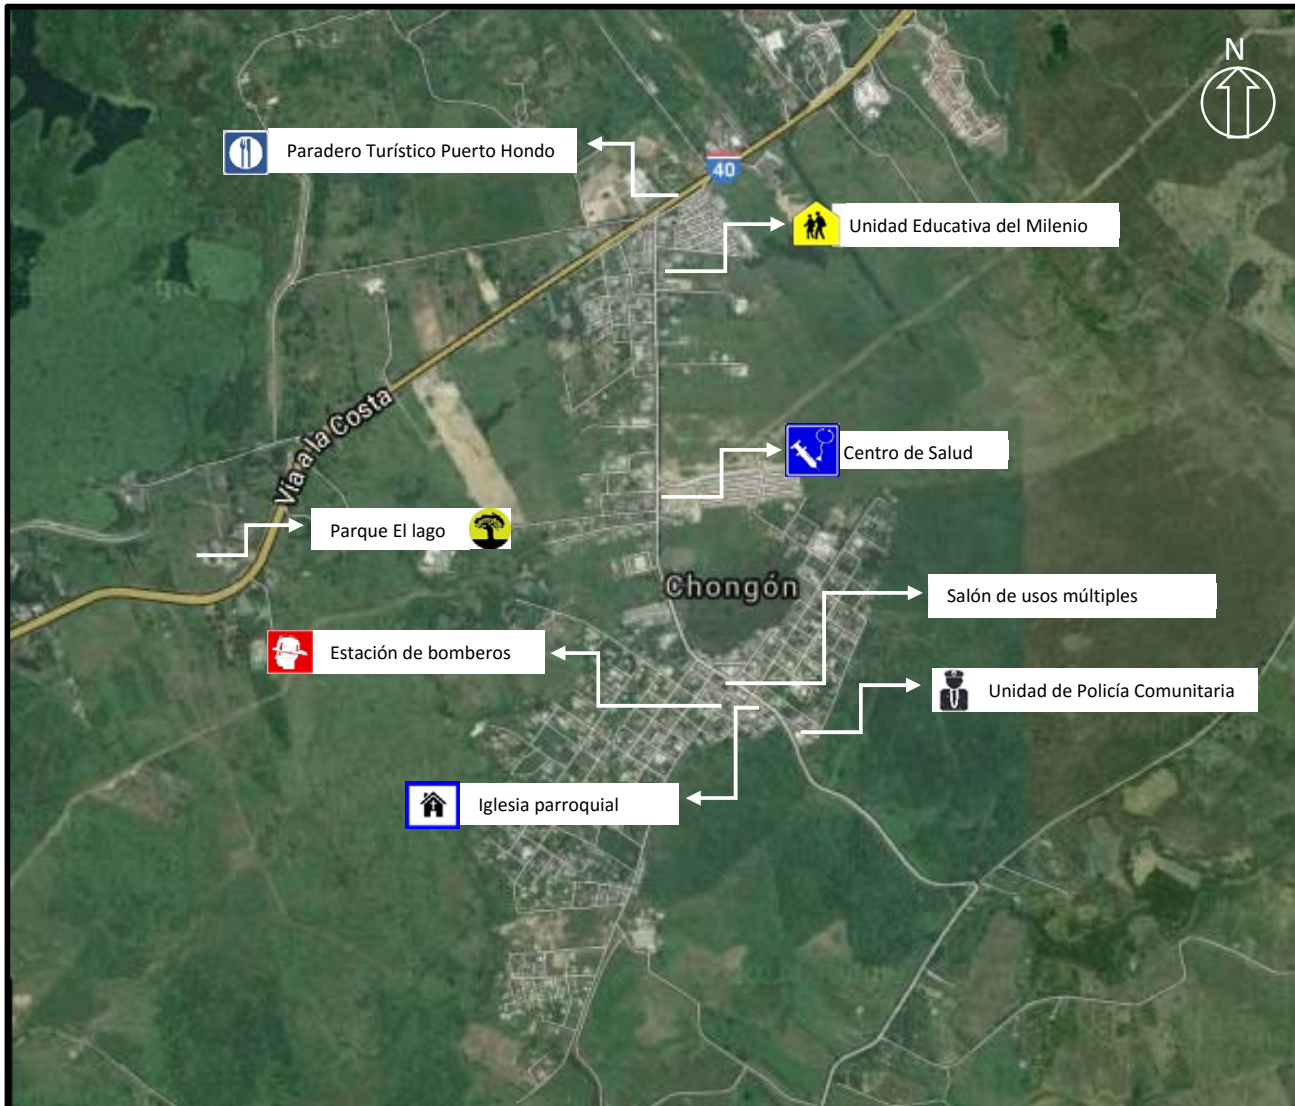 N
Paradero Turístico Puerto Hondo
40
Unidad Educativa del Milenio
Vía a la Costa
Centro de Salud
Parque El lago
Chongón
Salón de usos múltiples
Estación de bomberos
Unidad de Policía Comunitaria
Iglesia parroquial